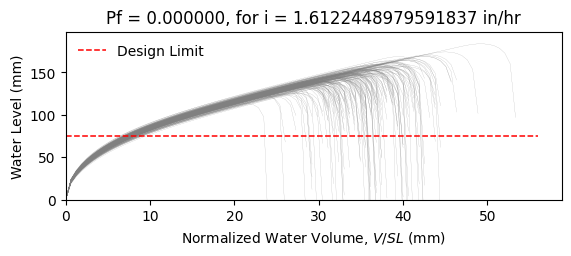 Pf = 0.000000, for i = 1.6122448979591837 in/hr
Design Limit
Water Level (mm)
150
100
50
0
0 10 20 30 40 50
Normalized Water Volume, V/SL (mm)